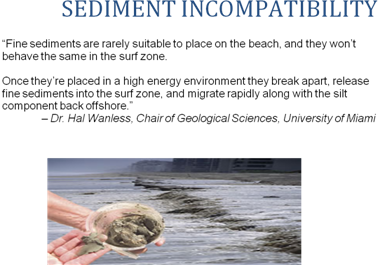 SEDIMENT INCOMPATIBILITY
“Fine sediments are rarely suitable to place on the beach, and they won’t
behave the same in the surf zone.
Once they’re placed in a high energy environment they break apart, release
fine sediments into the surf zone, and migrate rapidly along with the silt
component back offshore.”
– Dr. Hal Wanless, Chair of Geological Sciences, University of Miami